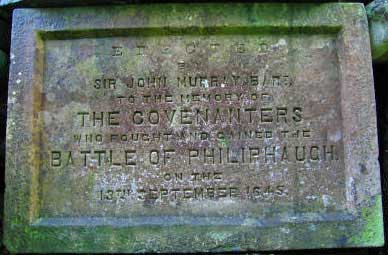 ERECTED
BY
SIR JOHN MURRAY, BART.
TO THE MEMORY OF
THE COVENANTERS
WHO FOUGHT AND GAINED THE
BATTLE OF PHILIPHAUGH.
ON THE
13TH SEPTEMBER 1645.